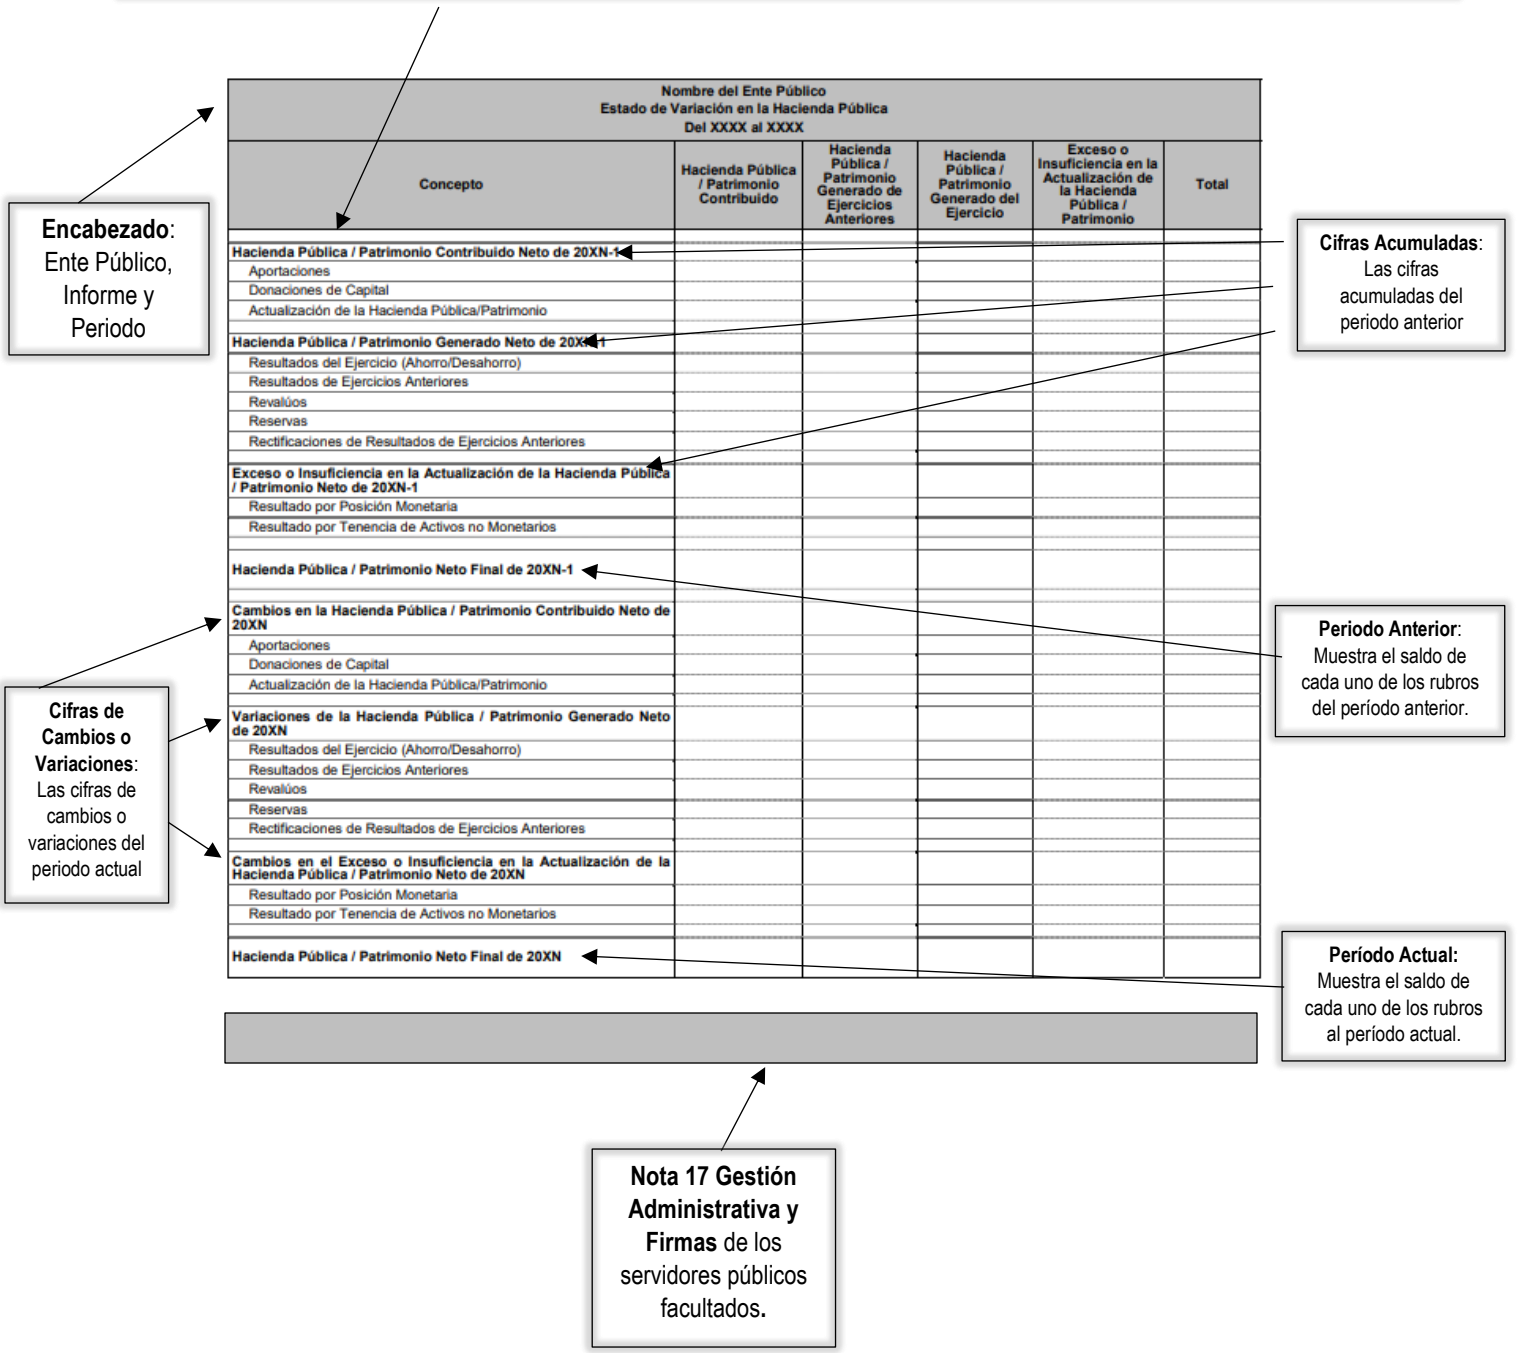 Nombre del Ente Público
Estado de Variación en la Hacienda Pública
Del XXXX al XXXX
Concepto
Hacienda Pública
/ Patrimonio
Contribuido
Hacienda
Pública /
Patrimonio
Generado de
Ejercicios
Anteriores
Hacienda
Pública /
Patrimonio
Generado del
Ejercicio
Exceso o
Insuficiencia en la
Actualización de
la Hacienda
Pública /
Patrimonio
Total
Encabezado:
Ente Público,
Informe y
Periodo
Hacienda Pública / Patrimonio Contribuido Neto de 20XN-1
Aportaciones
Donaciones de Capital
Actualización de la Hacienda Pública/Patrimonio
Hacienda Pública / Patrimonio Generado Neto de 20XN-1
Resultados del Ejercicio (Ahorro/Desahorro)
Resultados de Ejercicios Anteriores
Revalúos
Reservas
Rectificaciones de Resultados de Ejercicios Anteriores
Exceso o Insuficiencia en la Actualización de la Hacienda Pública
/ Patrimonio Neto de 20XN-1
Resultado por Posición Monetaria
Resultado por Tenencia de Activos no Monetarios
Hacienda Pública / Patrimonio Neto Final de 20XN-1
Cambios en la Hacienda Pública / Patrimonio Contribuido Neto de
20XN
Aportaciones
Donaciones de Capital
Actualización de la Hacienda Pública/Patrimonio
Variaciones de la Hacienda Pública / Patrimonio Generado Neto
de 20XN
Resultados del Ejercicio (Ahorro/Desahorro)
Resultados de Ejercicios Anteriores
Revalúos
Reservas
Rectificaciones de Resultados de Ejercicios Anteriores
Cambios en el Exceso o Insuficiencia en la Actualización de la
Hacienda Pública / Patrimonio Neto de 20XN
Resultado por Posición Monetaria
Resultado por Tenencia de Activos no Monetarios
Hacienda Pública / Patrimonio Neto Final de 20XN
Cifras Acumuladas:
Las cifras
acumuladas del
periodo anterior
Periodo Anterior:
Muestra el saldo de
cada uno de los rubros
del período anterior.
Cifras de
Cambios o
Variaciones:
Las cifras de
cambios o
variaciones del
periodo actual
Período Actual:
Muestra el saldo de
cada uno de los rubros
al período actual.
Nota 17 Gestión
Administrativa y
Firmas de los
servidores públicos
facultados.